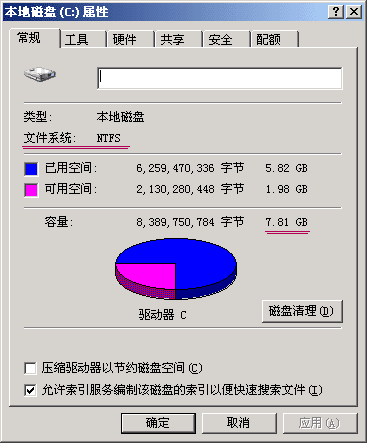 本地磁盘 (C:) 属性
常规 工具 硬件 共享 安全 配额
类型: 本地磁盘
文件系统: NTFS
已用空间: 6,259,470,336 字节 5.82 GB
可用空间: 2,130,280,448 字节 1.98 GB
容量: 8,389,750,784 字节 7.81 GB
驱动器 C
磁盘清理(D)
压缩驱动器以节约磁盘空间(C)
允许索引服务编制该磁盘的索引以便快速搜索文件(I)
确定 取消 应用(A)